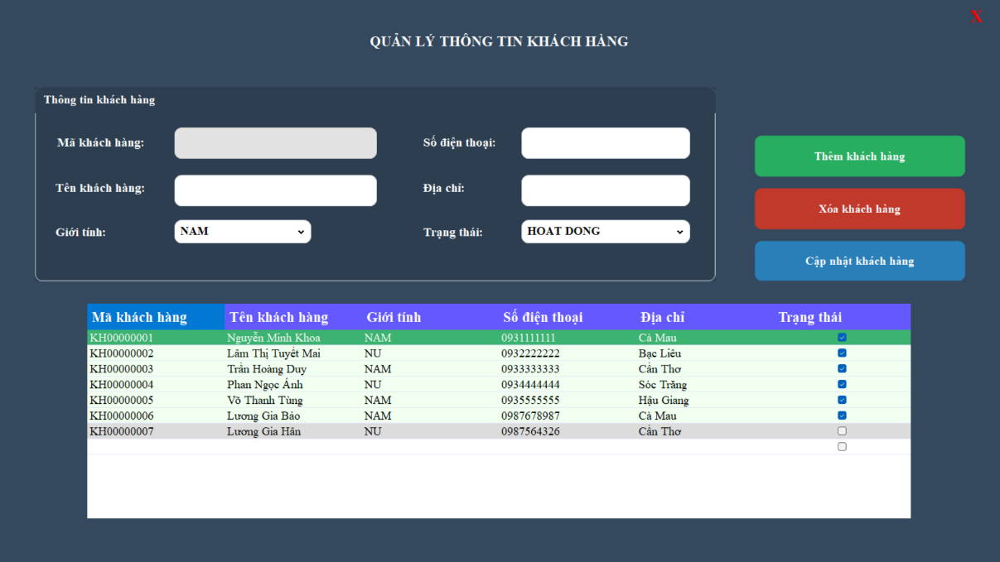 X
QUẢN LÝ THÔNG TIN KHÁCH HÀNG
Thông tin khách hàng
Mã khách hàng:
Số điện thoại:
Tên khách hàng:
Địa chỉ:
Giới tính: NAM
Trạng thái: HOAT DONG
Thêm khách hàng
Xóa khách hàng
Cập nhật khách hàng
Mã khách hàng Tên khách hàng Giới tính Số điện thoại Địa chỉ Trạng thái
KH00000001 Nguyễn Minh Khoa NAM 0931111111 Cà Mau
KH00000002 Lâm Thị Tuyết Mai NU 0932222222 Bạc Liêu
KH00000003 Trần Hoàng Duy NAM 0933333333 Cần Thơ
KH00000004 Phan Ngọc Ánh NU 0934444444 Sóc Trăng
KH00000005 Võ Thanh Tùng NAM 0935555555 Hậu Giang
KH00000006 Lương Gia Bảo NAM 0987678987 Cà Mau
KH00000007 Lương Gia Hân NU 0987564326 Cần Thơ